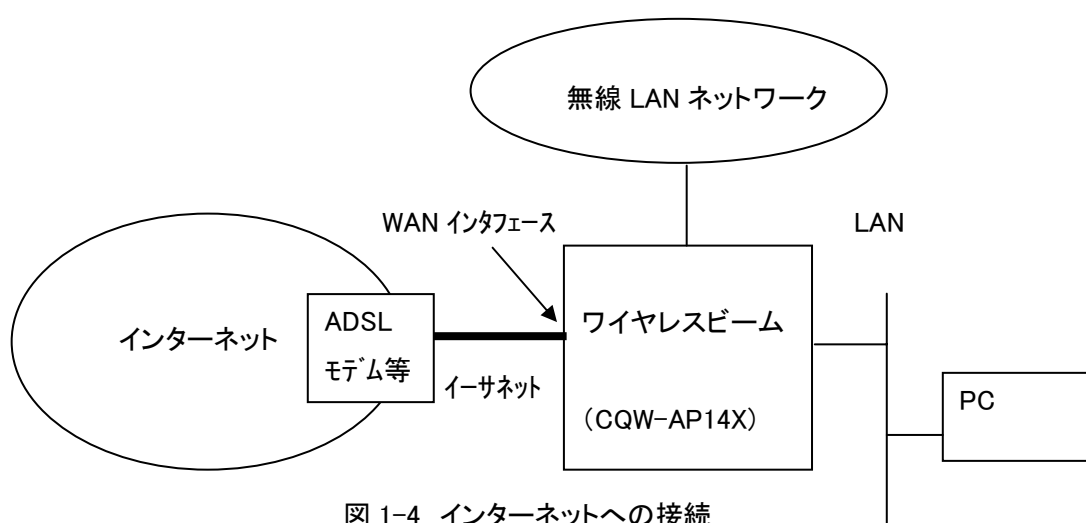 無線 LAN ネットワーク
WAN インタフェース
LAN
インターネット
ADSL
モデム等
イーサネット
ワイヤレスビーム
(CQW-AP14X)
PC
図 1-4 インターネットへの接続